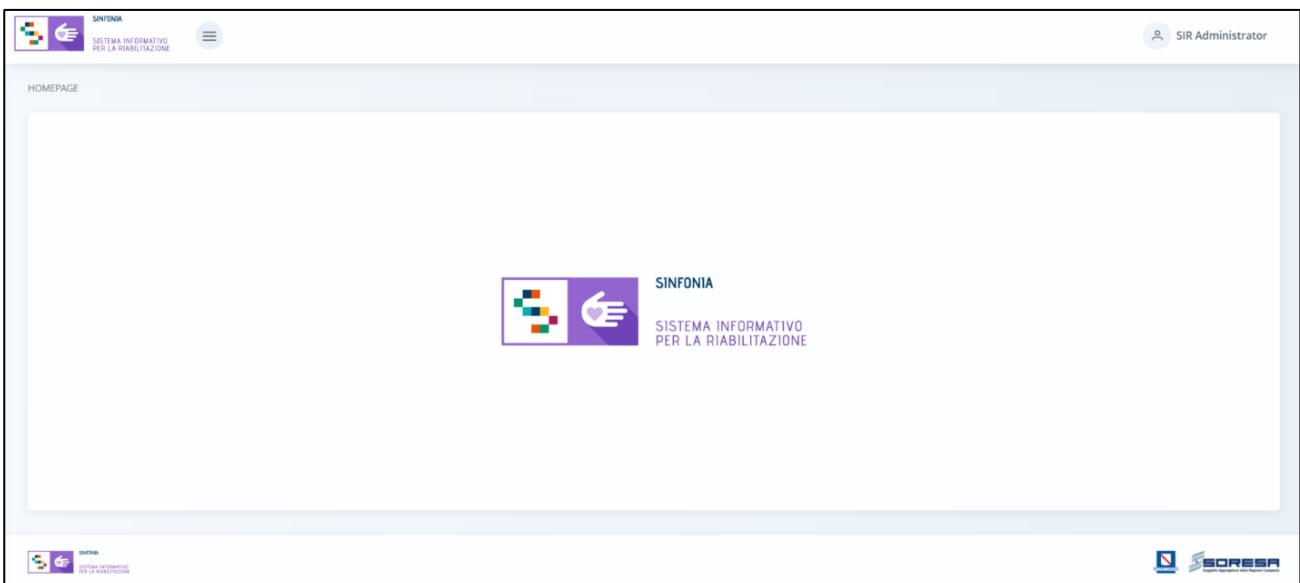 SINFONIA
SISTEMA INFORMATIVO
PER LA RIABILITAZIONE
SIR Administrator
HOMEPAGE
SINFONIA
SISTEMA INFORMATIVO
PER LA RIABILITAZIONE
SINFONIA
SISTEMA INFORMATIVO
PER LA RIABILITAZIONE
SORESA